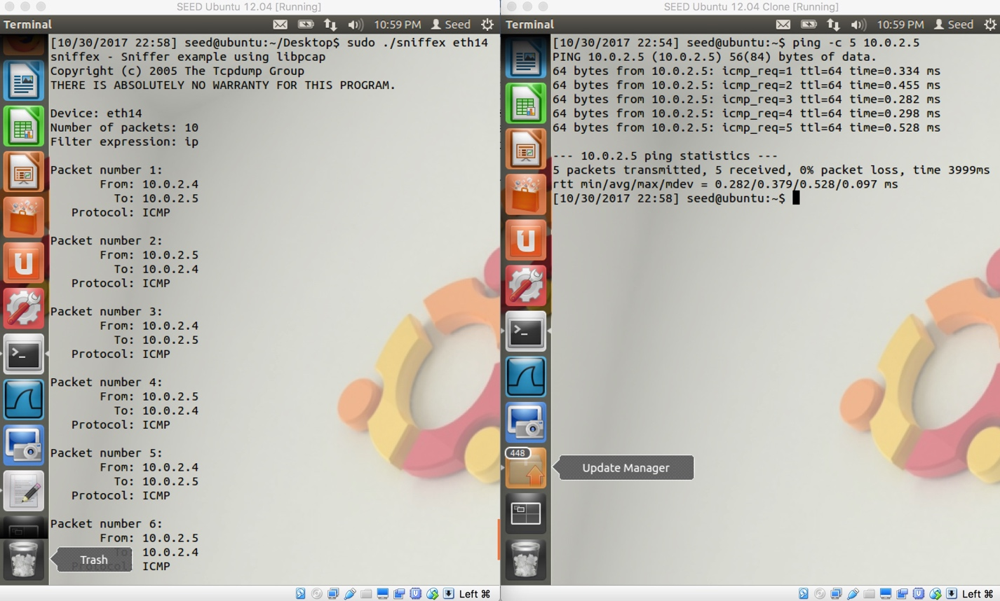 SEED Ubuntu 12.04 [Running]
Terminal
10:59 PM
Seed
[10/30/2017 22:58] seed@ubuntu:~/Desktop$ sudo ./sniffex eth14
sniffex - Sniffer example using libpcap
Copyright (c) 2005 The Tcpdump Group
THERE IS ABSOLUTELY NO WARRANTY FOR THIS PROGRAM.
Device: eth14
Number of packets: 10
Filter expression: ip
Packet number 1:
From: 10.0.2.4
To: 10.0.2.5
Protocol: ICMP
Packet number 2:
From: 10.0.2.5
To: 10.0.2.4
Protocol: ICMP
Packet number 3:
From: 10.0.2.4
To: 10.0.2.5
Protocol: ICMP
Packet number 4:
From: 10.0.2.5
To: 10.0.2.4
Protocol: ICMP
Packet number 5:
From: 10.0.2.4
To: 10.0.2.5
Protocol: ICMP
Packet number 6:
From: 10.0.2.5
To: 10.0.2.4
Protocol: ICMP
Trash
Left ⌘
SEED Ubuntu 12.04 Clone [Running]
Terminal
10:59 PM
Seed
[10/30/2017 22:54] seed@ubuntu:~$ ping -c 5 10.0.2.5
PING 10.0.2.5 (10.0.2.5) 56(84) bytes of data.
64 bytes from 10.0.2.5: icmp_req=1 ttl=64 time=0.334 ms
64 bytes from 10.0.2.5: icmp_req=2 ttl=64 time=0.455 ms
64 bytes from 10.0.2.5: icmp_req=3 ttl=64 time=0.282 ms
64 bytes from 10.0.2.5: icmp_req=4 ttl=64 time=0.298 ms
64 bytes from 10.0.2.5: icmp_req=5 ttl=64 time=0.528 ms
--- 10.0.2.5 ping statistics ---
5 packets transmitted, 5 received, 0% packet loss, time 3999ms
rtt min/avg/max/mdev = 0.282/0.379/0.528/0.097 ms
[10/30/2017 22:58] seed@ubuntu:~$
448
Update Manager
Left ⌘